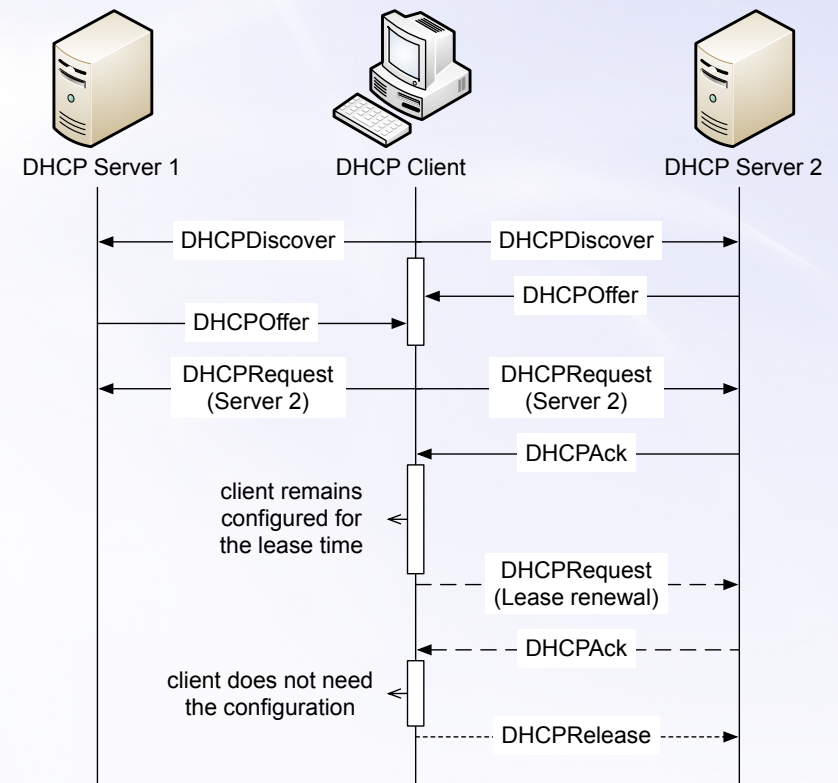 DHCP Server 1
DHCP Client
DHCP Server 2
DHCPDiscover
DHCPDiscover
DHCPOffer
DHCPOffer
DHCPRequest
(Server 2)
DHCPRequest
(Server 2)
DHCPAck
client remains
configured for
the lease time
DHCPRequest
(Lease renewal)
DHCPAck
client does not need
the configuration
DHCPRelease